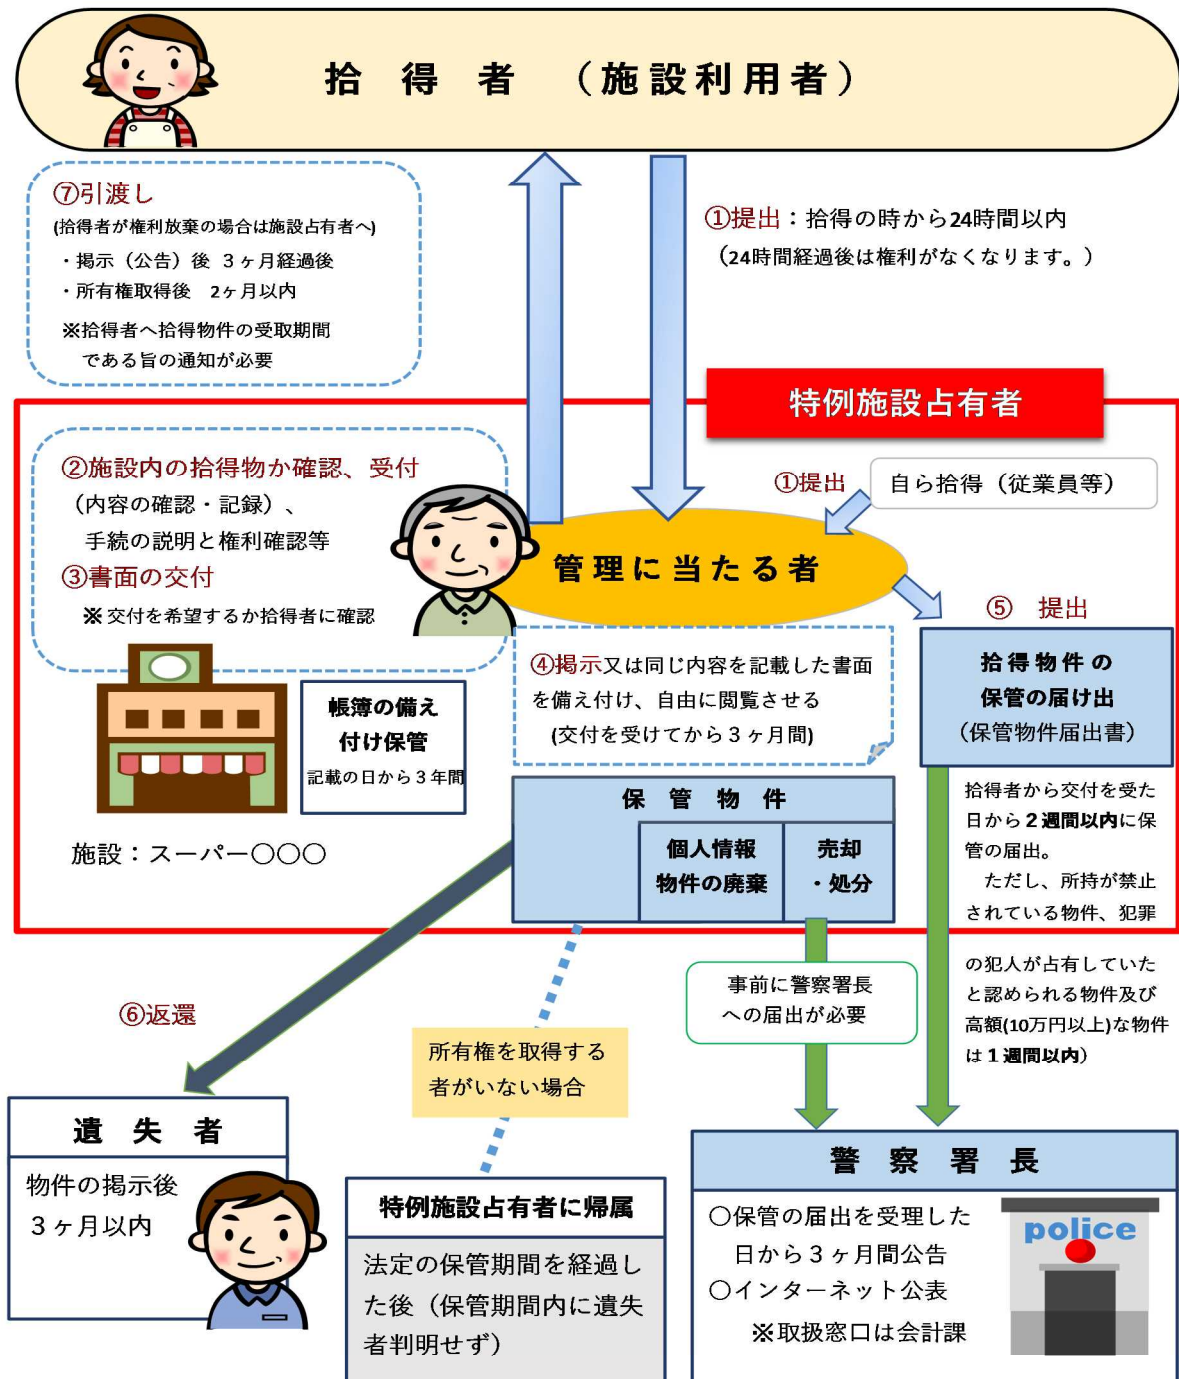 拾得者（施設利用者）
⑦引渡し
(拾得者が権利放棄の場合は施設占有者へ)
・掲示（公告）後 ３ヶ月経過後
・所有権取得後 2ヶ月以内
※拾得者へ拾得物件の受取期間
である旨の通知が必要
①提出：拾得の時から24時間以内
（24時間経過後は権利がなくなります。）
特例施設占有者
②施設内の拾得物か確認、受付
（内容の確認・記録）、
手続の説明と権利確認等
③書面の交付
※交付を希望するか拾得者に確認
①提出
自ら拾得（従業員等）
管理に当たる者
⑤ 提出
拾得物件の
保管の届け出
（保管物件届出書）
④掲示又は同じ内容を記載した書面
を備え付け、自由に閲覧させる
(交付を受けてから３ヶ月間)
帳簿の備え
付け保管
記載の日から３年間
施設：スーパー〇〇〇
保管物件
個人情報
物件の廃棄
売却
・処分
拾得者から交付を受た
日から２週間以内に保
管の届出。
ただし、所持が禁止
されている物件、犯罪
の犯人が占有していた
と認められる物件及び
高額(10万円以上)な物件
は１週間以内）
事前に警察署長
への届出が必要
⑥返還
所有権を取得する
者がいない場合
遺失者
物件の掲示後
３ヶ月以内
特例施設占有者に帰属
法定の保管期間を経過し
た後（保管期間内に遺失
者判明せず）
警察署長
〇保管の届出を受理した
日から３ヶ月間公告
〇インターネット公表
※取扱窓口は会計課
police